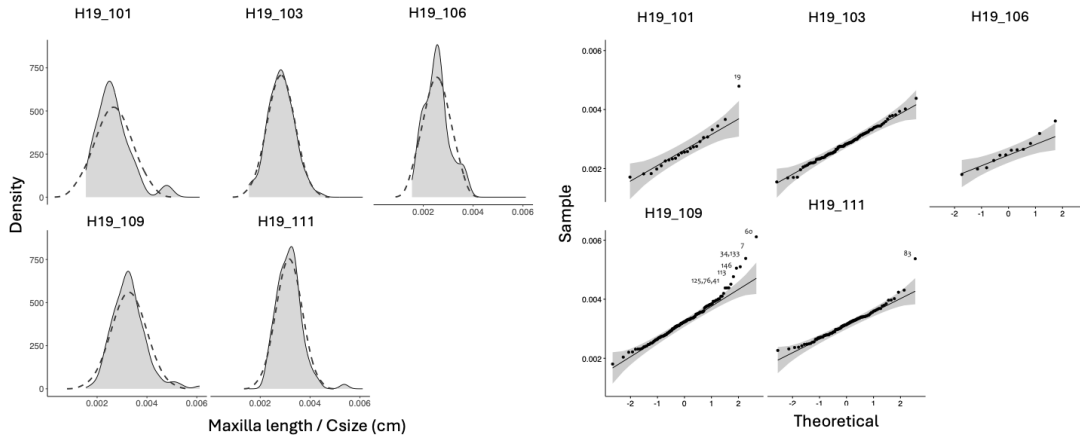 H19_101 H19_103 H19_106
Density
750
500
250
0
0.002 0.004 0.006
H19_109 H19_111
750
500
250
0
0.002 0.004 0.006 0.002 0.004 0.006
Maxilla length / Csize (cm)
H19_101 H19_103 H19_106
Sample
0.006
19
0.004
0.002
-2 -1 0 1 2
H19_109 H19_111
0.006
60
7
34,133
146
113
125,76,41
83
0.004
0.002
-2 -1 0 1 2 -2 -1 0 1 2
Theoretical